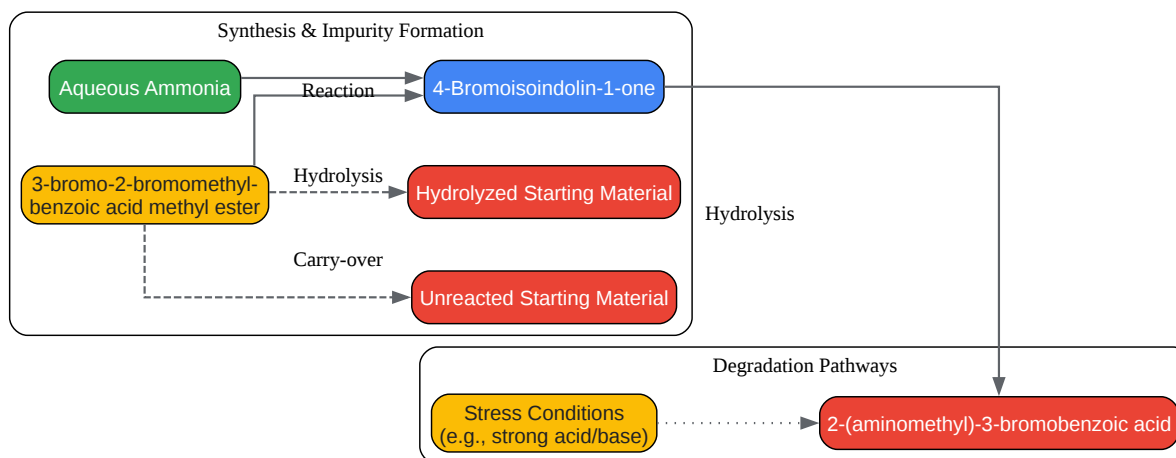 Synthesis & Impurity Formation
Aqueous Ammonia
Reaction
4-Bromoisoindolin-1-one
3-bromo-2-bromomethyl-
benzoic acid methyl ester
Hydrolysis
Hydrolyzed Starting Material
Hydrolysis
Carry-over
Unreacted Starting Material
Degradation Pathways
Stress Conditions
(e.g., strong acid/base)
2-(aminomethyl)-3-bromobenzoic acid